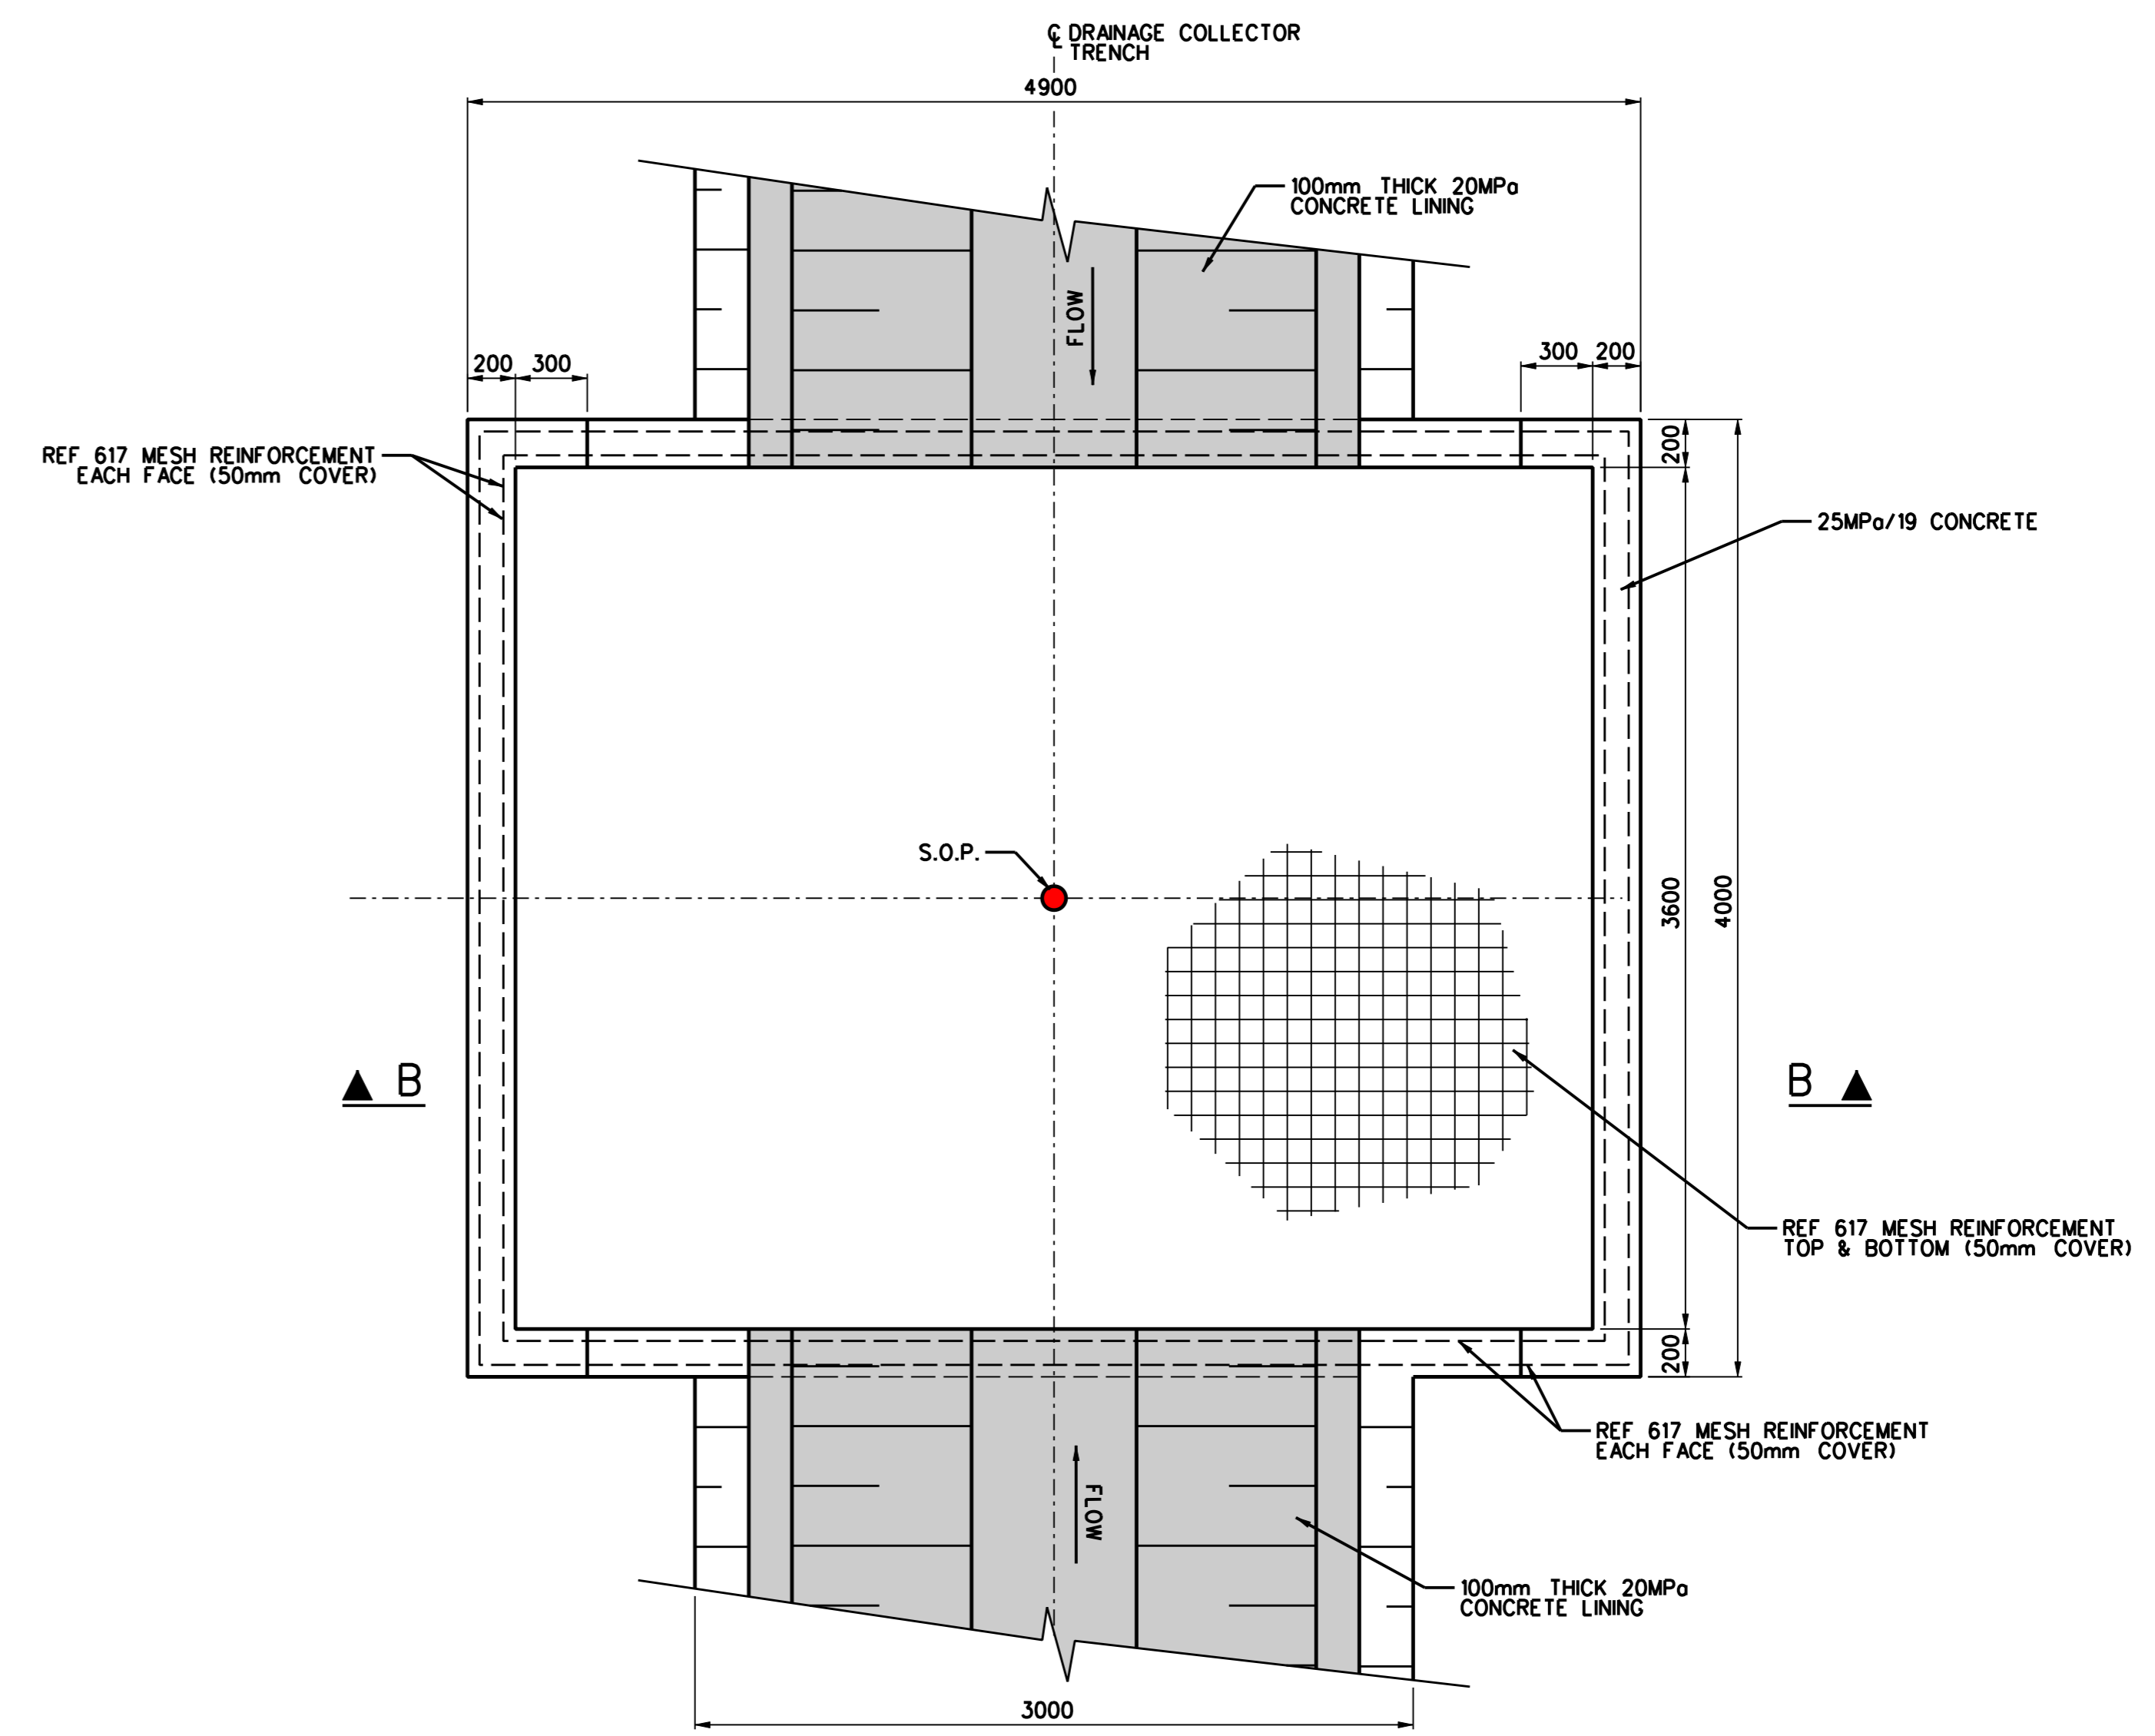 ℄ DRAINAGE COLLECTOR
TRENCH
4900
100mm THICK 20MPa
CONCRETE LINING
FLOW
200 300
300 200
200
REF 617 MESH REINFORCEMENT
EACH FACE (50mm COVER)
25MPa/19 CONCRETE
S.O.P.
3600
4000
B
B
REF 617 MESH REINFORCEMENT
TOP & BOTTOM (50mm COVER)
200
REF 617 MESH REINFORCEMENT
EACH FACE (50mm COVER)
FLOW
100mm THICK 20MPa
CONCRETE LINING
3000